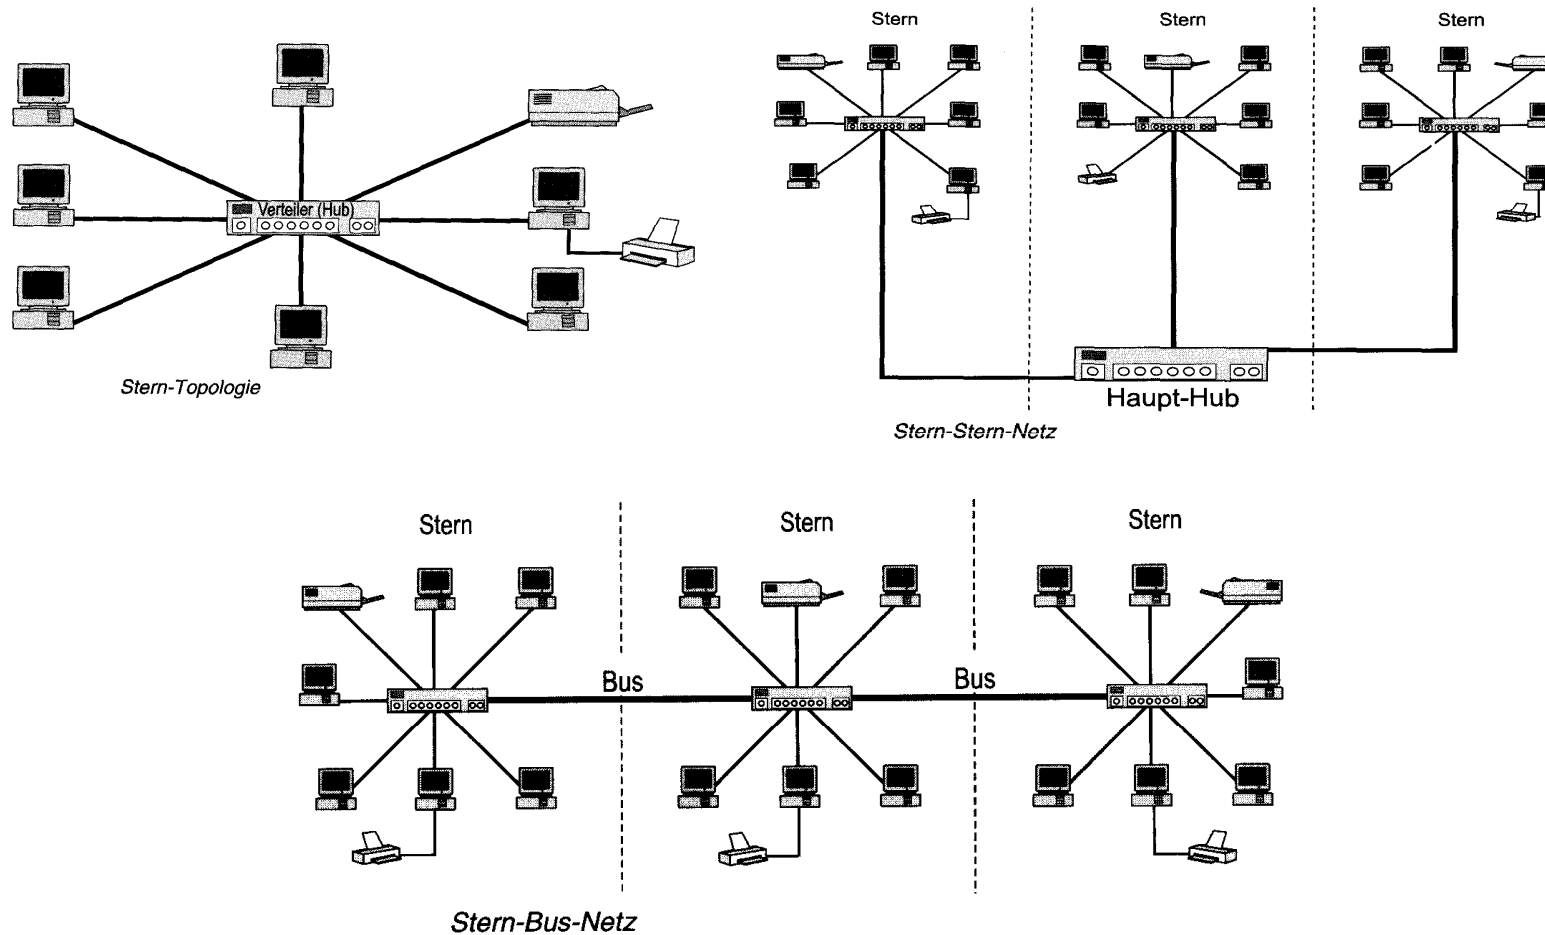 Verteiler (Hub)
Stern-Topologie
Stern
Stern
Stern
Haupt-Hub
Stern-Stern-Netz
Stern
Stern
Stern
Bus
Bus
Stern-Bus-Netz